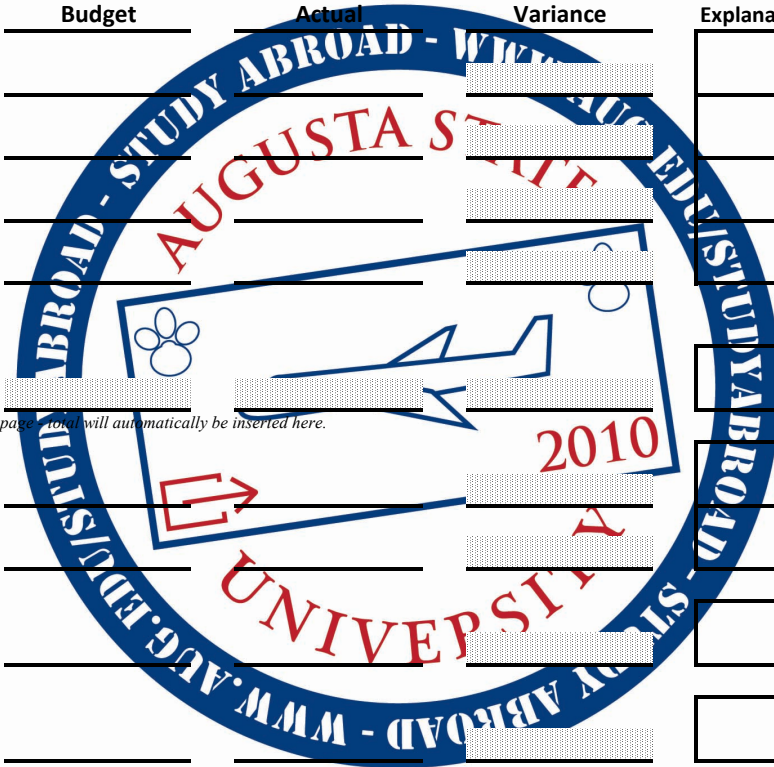 Budget Actual Variance Explana
STUDY ABROAD - WWW.AUG.EDU/STUDYABROAD - STUDY ABROAD - WWW.AUG.EDU/STUDYABROAD -
AUGUSTA STATE
page - total will automatically be inserted here.
2010
UNIVERSITY